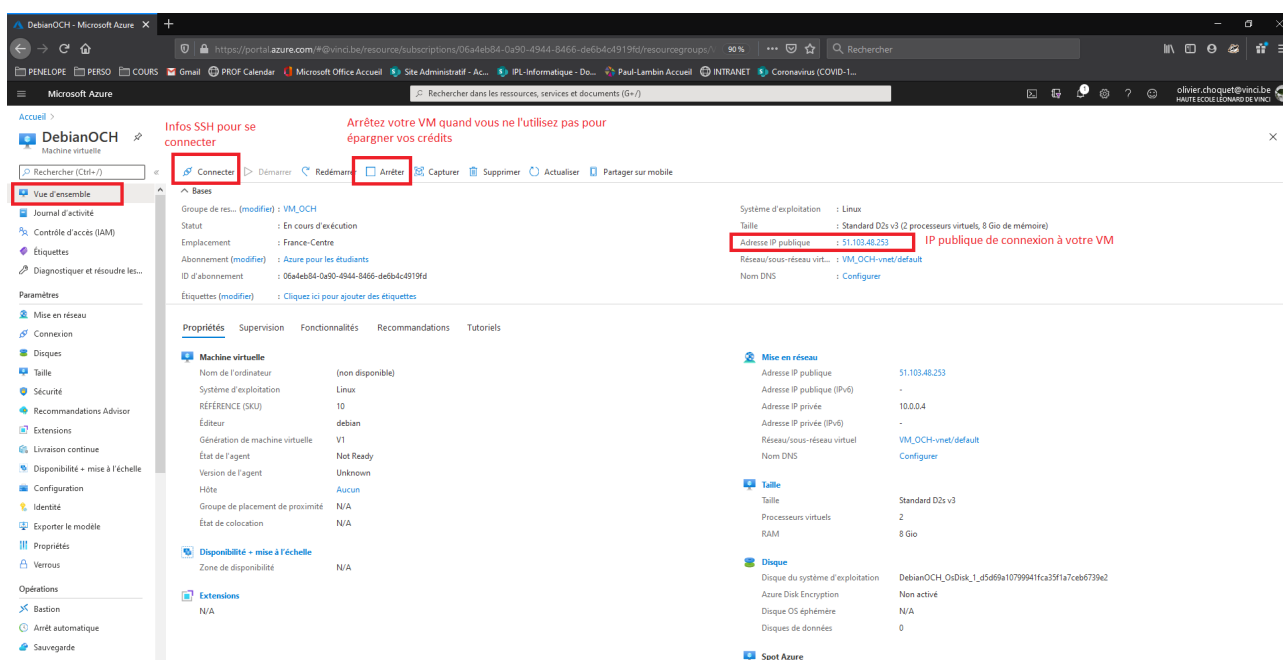 DebianOCH - Microsoft Azure
https://portal.azure.com/#@vinci.be/resource/subscriptions/06a4eb84-0a90-4944-8466-de6b4c4919fd/resourcegroups/
90%
Rechercher
PENELOPE PERSO COURS Gmail PROF Calendar Microsoft Office Accueil Site Administratif - Ac... IPL-Informatique - Do... Paul-Lambin Accueil INTRANET Coronavirus (COVID-1...
Microsoft Azure
Rechercher dans les ressources, services et documents (G+/)
olivier.choquet@vinci.be
HAUTE ECOLE LÉONARD DE VINCI
Accueil >
DebianOCH
Machine virtuelle
Infos SSH pour se
connecter
Arrêtez votre VM quand vous ne l'utilisez pas pour
épargner vos crédits
Rechercher (Ctrl+/)
«
Connecter Démarrer Redémarrer Arrêter Capturer Supprimer Actualiser Partager sur mobile
Vue d'ensemble
Journal d'activité
Contrôle d'accès (IAM)
Étiquettes
Diagnostiquer et résoudre les...
Paramètres
Mise en réseau
Connexion
Disques
Taille
Sécurité
Recommandations Advisor
Extensions
Livraison continue
Disponibilité + mise à l'échelle
Configuration
Identité
Exporter le modèle
Propriétés
Verrous
Opérations
Bastion
Arrêt automatique
Sauvegarde
Bases
Groupe de res... (modifier) : VM_OCH
Statut : En cours d'exécution
Emplacement : France-Centre
Abonnement (modifier) : Azure pour les étudiants
ID d'abonnement : 06a4eb84-0a90-4944-8466-de6b4c4919fd
Étiquettes (modifier) : Cliquez ici pour ajouter des étiquettes
Système d'exploitation : Linux
Taille : Standard D2s v3 (2 processeurs virtuels, 8 Gio de mémoire)
Adresse IP publique : 51.103.48.253
IP publique de connexion à votre VM
Réseau/sous-réseau virt... : VM_OCH-vnet/default
Nom DNS : Configurer
Propriétés Supervision Fonctionnalités Recommandations Tutoriels
Machine virtuelle
Nom de l'ordinateur (non disponible)
Système d'exploitation Linux
RÉFÉRENCE (SKU) 10
Éditeur debian
Génération de machine virtuelle V1
État de l'agent Not Ready
Version de l'agent Unknown
Hôte Aucun
Groupe de placement de proximité N/A
État de colocation N/A
Disponibilité + mise à l'échelle
Zone de disponibilité N/A
Extensions
N/A
Mise en réseau
Adresse IP publique 51.103.48.253
Adresse IP publique (IPv6) -
Adresse IP privée 10.0.0.4
Adresse IP privée (IPv6) -
Réseau/sous-réseau virtuel VM_OCH-vnet/default
Nom DNS Configurer
Taille
Taille Standard D2s v3
Processeurs virtuels 2
RAM 8 Gio
Disque
Disque du système d'exploitation DebianOCH_OsDisk_1_d5d69a10799941fca35f1a7ceb6739e2
Azure Disk Encryption Non activé
Disque OS éphémère N/A
Disques de données 0
Spot Azure